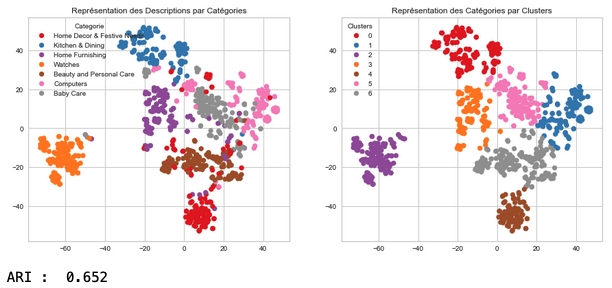 Représentation des Descriptions par Catégories
Categorie
Home Decor & Festive Needs
Kitchen & Dining
Home Furnishing
Watches
Beauty and Personal Care
Computers
Baby Care
40
20
0
−20
−40
−60
−40
−20
0
20
40
Représentation des Catégories par Clusters
Clusters
0
1
2
3
4
5
6
40
20
0
−20
−40
−60
−40
−20
0
20
40
ARI : 0.652